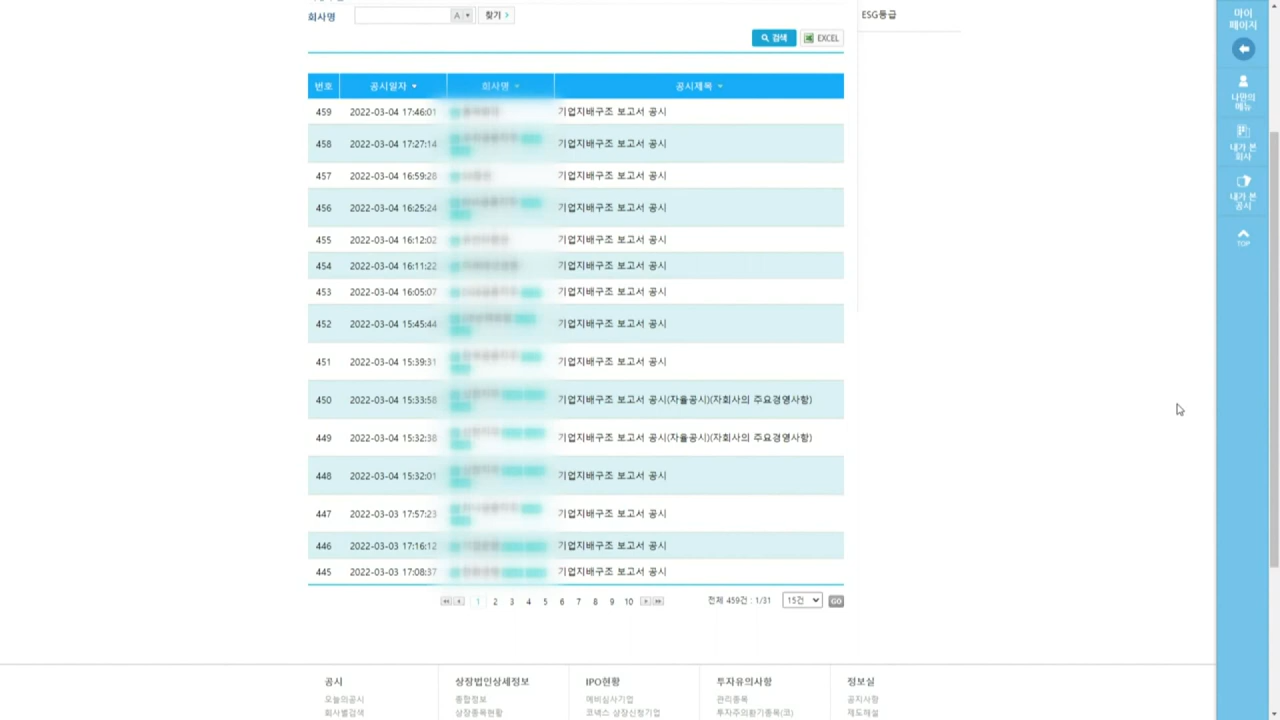 회사명 A 찾기
ESG등급
검색 EXCEL
번호 공시일자 회사명 공시제목
459 2022-03-04 17:46:01 기업지배구조 보고서 공시
458 2022-03-04 17:27:14 기업지배구조 보고서 공시
457 2022-03-04 16:59:28 기업지배구조 보고서 공시
456 2022-03-04 16:25:24 기업지배구조 보고서 공시
455 2022-03-04 16:12:02 기업지배구조 보고서 공시
454 2022-03-04 16:11:22 기업지배구조 보고서 공시
453 2022-03-04 16:05:07 기업지배구조 보고서 공시
452 2022-03-04 15:45:44 기업지배구조 보고서 공시
451 2022-03-04 15:39:31 기업지배구조 보고서 공시
450 2022-03-04 15:33:58 기업지배구조 보고서 공시(자율공시)(자회사의 주요경영사항)
449 2022-03-04 15:32:38 기업지배구조 보고서 공시(자율공시)(자회사의 주요경영사항)
448 2022-03-04 15:32:01 기업지배구조 보고서 공시
447 2022-03-03 17:57:23 기업지배구조 보고서 공시
446 2022-03-03 17:16:12 기업지배구조 보고서 공시
445 2022-03-03 17:08:37 기업지배구조 보고서 공시
1 2 3 4 5 6 7 8 9 10 전체 459건 : 1/31 15건 GO
공시 상장법인상세정보 IPO현황 투자유의사항 정보실
오늘의공시 종합정보 예비심사기업 관리종목 공지사항
회사별검색 상장종목현황 코넥스 상장신청기업 투자주의환기종목(코) 제도해설
마이
페이지
나만의
메뉴
내가 본
회사
내가 본
공시
TOP